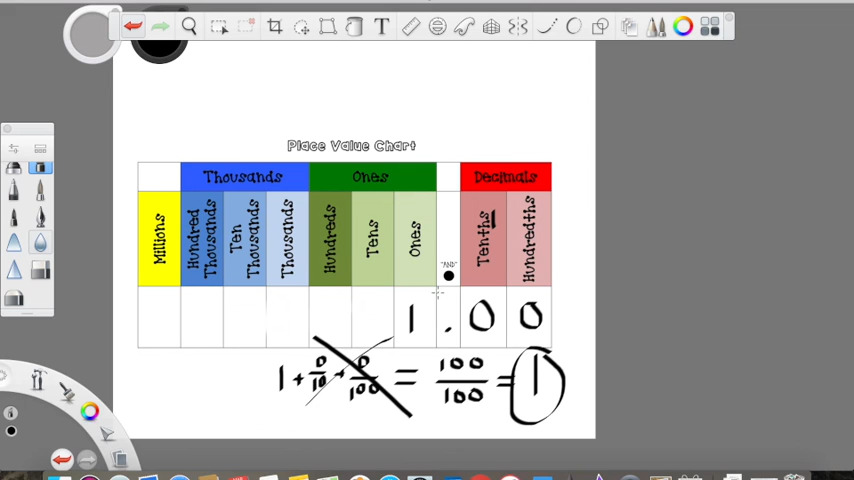 T
Place Value Chart
Thousands Ones Decimals
Millions Hundred Thousands Ten Thousands Thousands Hundreds Tens Ones "AND" Tenths Hundredths
1 . 0 0
1 + 0/10 + 0/100 = 100/100 = 1